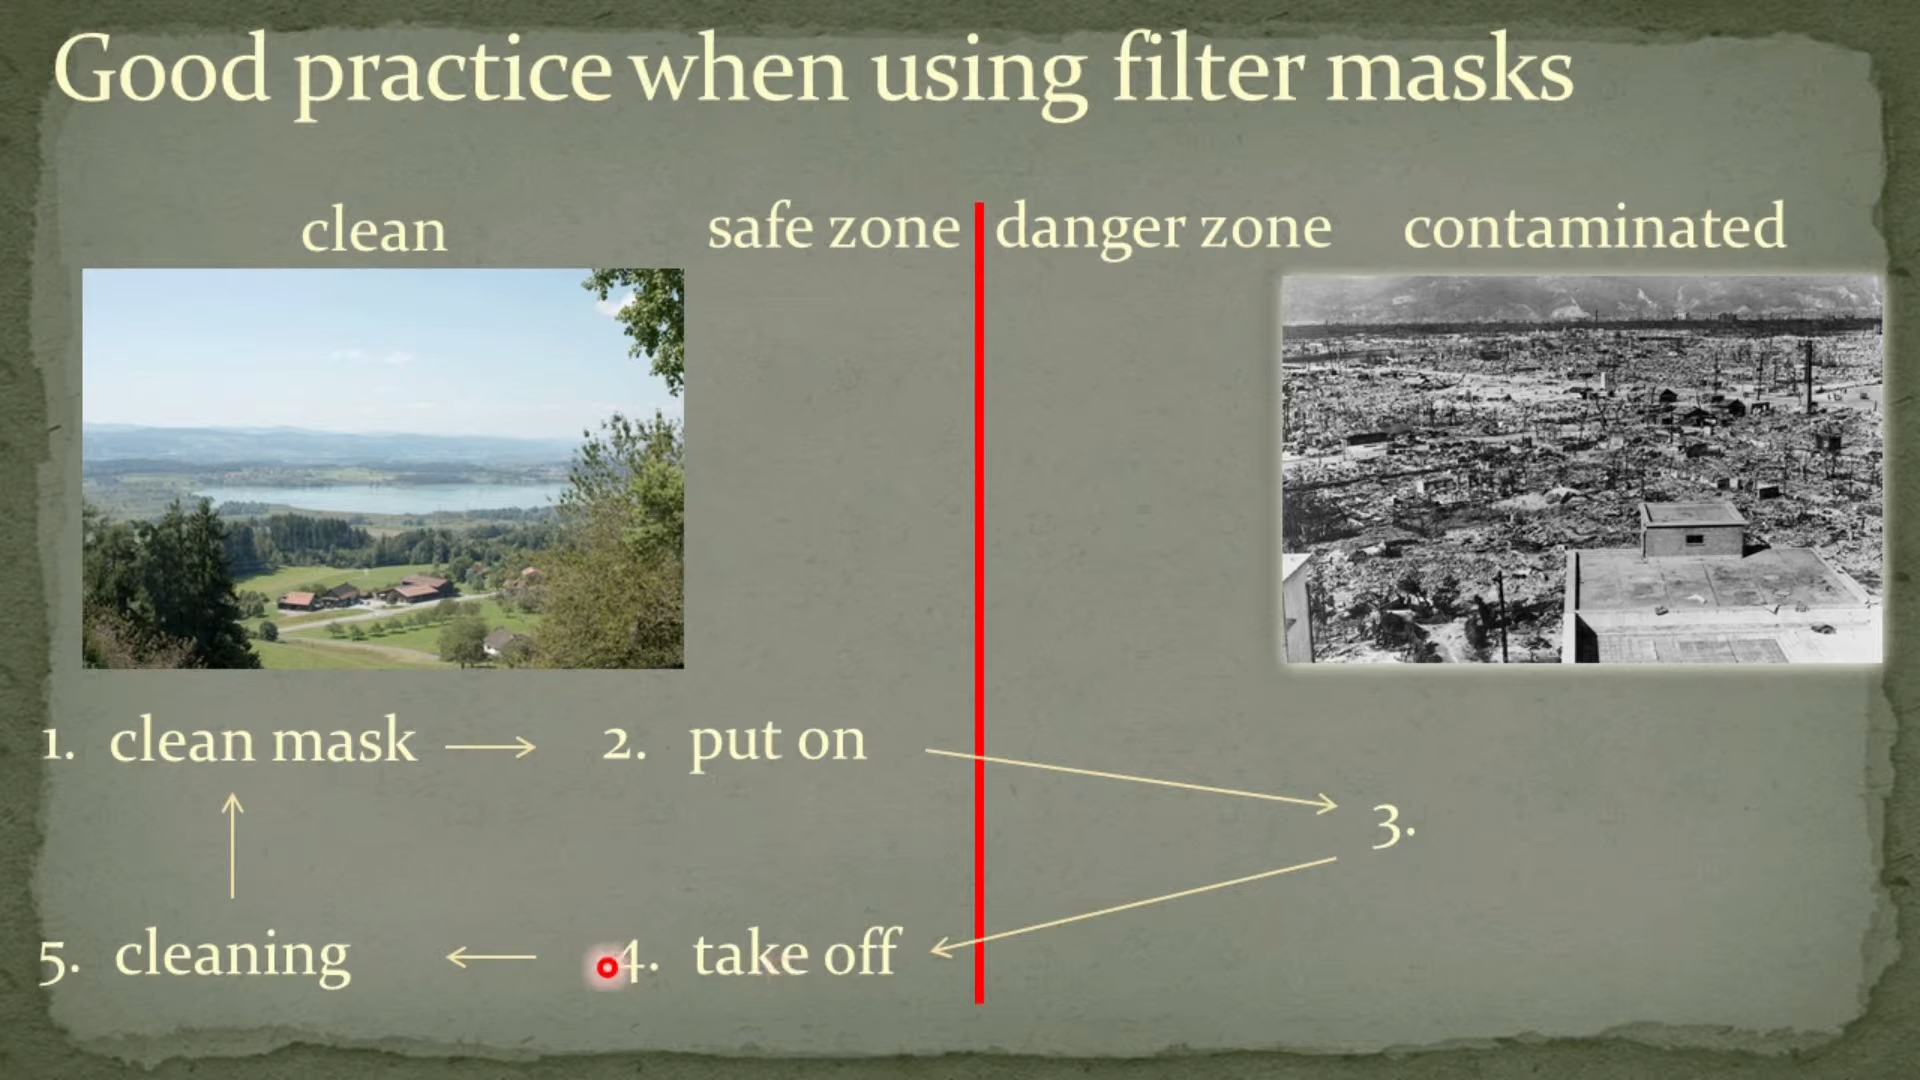 Good practice when using filter masks
clean
safe zone
danger zone
contaminated
1. clean mask
2. put on
3.
4. take off
5. cleaning